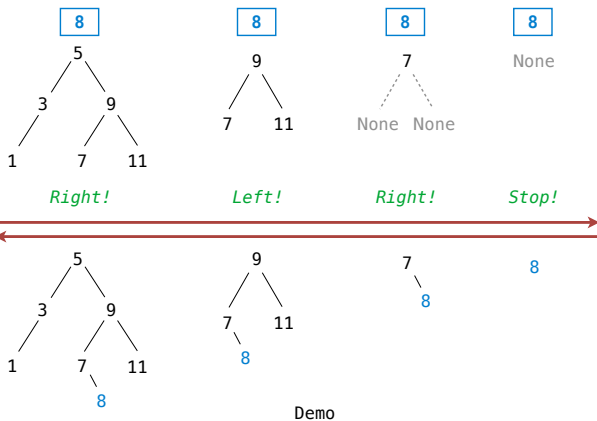 8 8 8 8
5 9 7 None
3 9 7 11 None None
1 7 11
Right! Left! Right! Stop!
5 9 7 8
3 9 7 11 8
1 7 11 8
8
Demo